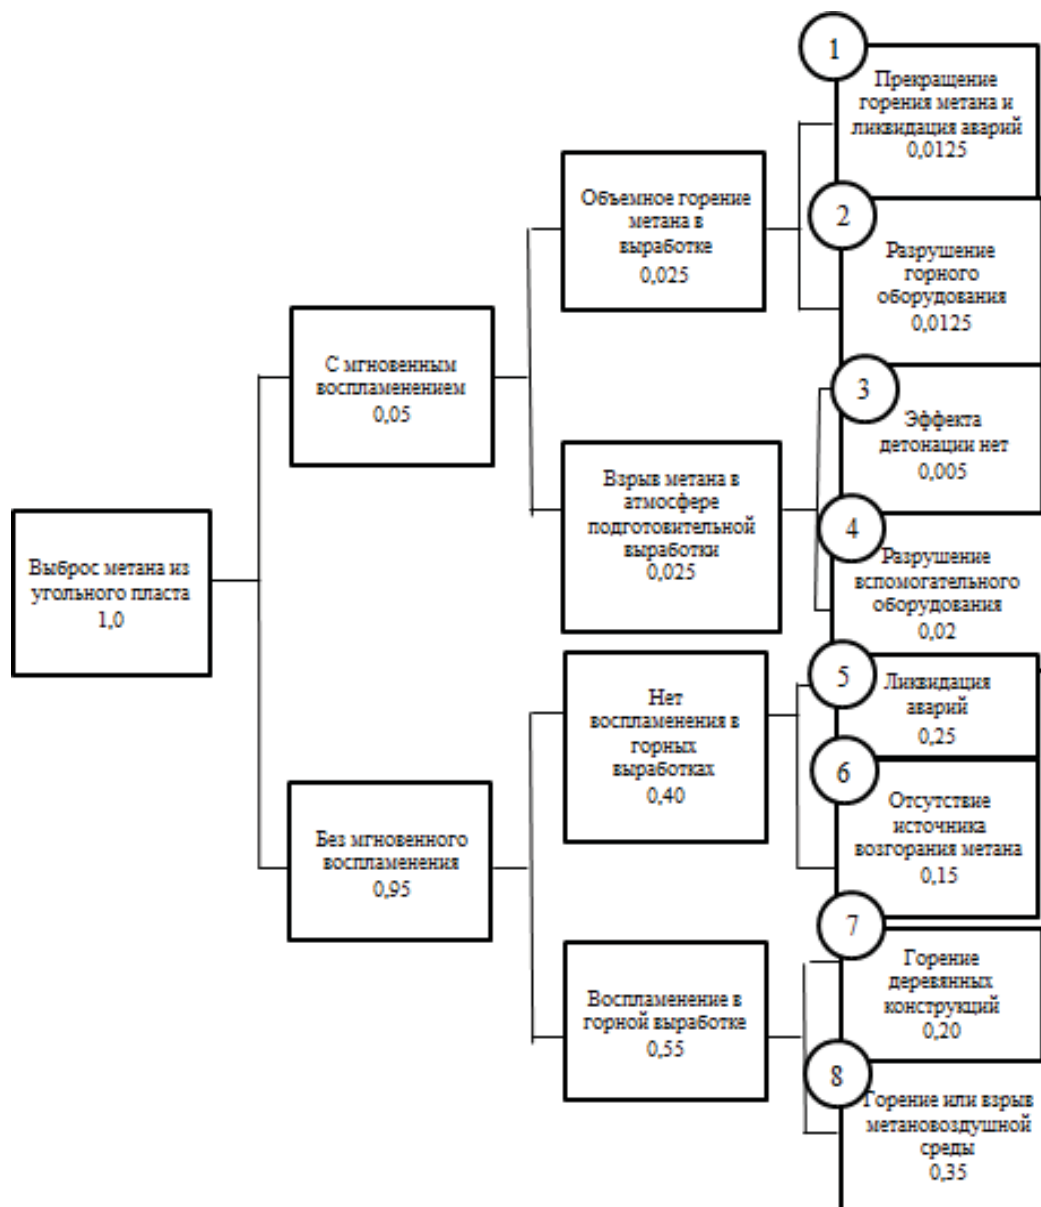 1
Прекращение
горения метана и
ликвидация аварий
0,0125
2
Разрушение
горного
оборудования
0,0125
Объемное горение
метана в
выработке
0,025
С мгновенным
воспламенением
0,05
3
Эффекта
детонации нет
0,005
Взрыв метана в
атмосфере
подготовительной
выработки
0,025
4
Разрушение
вспомогательного
оборудования
0,02
Выброс метана из
угольного пласта
1,0
5
Ликвидация
аварий
0,25
Нет
воспламенения в
горных
выработках
0,40
6
Отсутствие
источника
возгорания метана
0,15
Без мгновенного
воспламенения
0,95
7
Горение
деревянных
конструкций
0,20
Воспламенение в
горной выработке
0,55
8
Горение или взрыв
метановоздушной
среды
0,35